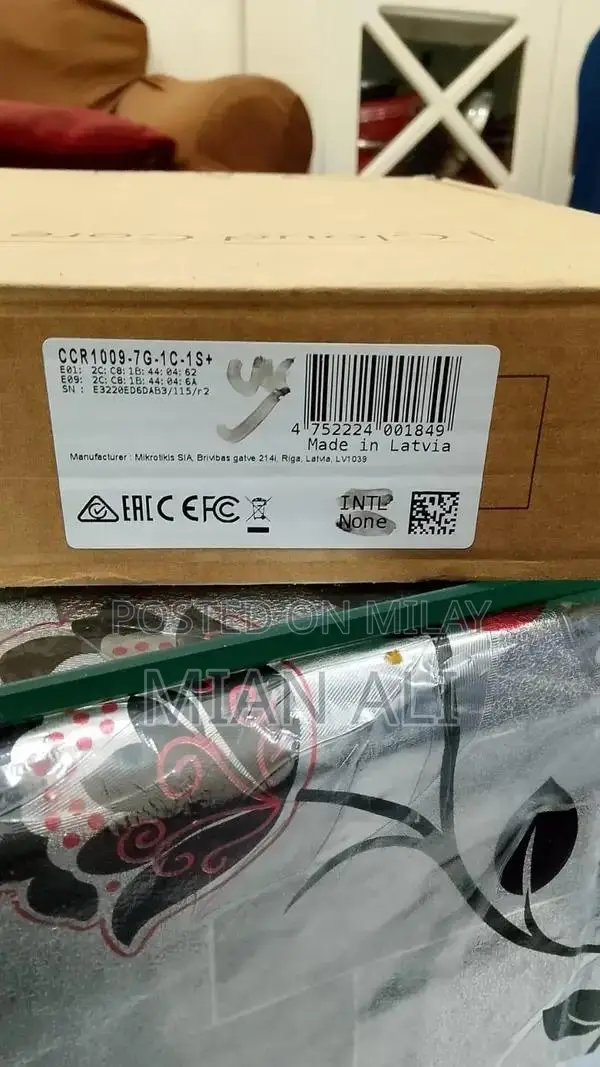 Cloud Core
CCR1009-7G-1C-1S+
E01: 2C:C8:1B:44:04:62
E09: 2C:C8:1B:44:04:6A
SN : E3220ED6DAB3/115/r2
4 752224 001849
Made in Latvia
Manufacturer : Mikrotikls SIA, Brivibas gatve 214i, Riga, Latvia, LV1039
EAC CE FC
INTL
None
POSTED ON MILAY
MIAN ALI